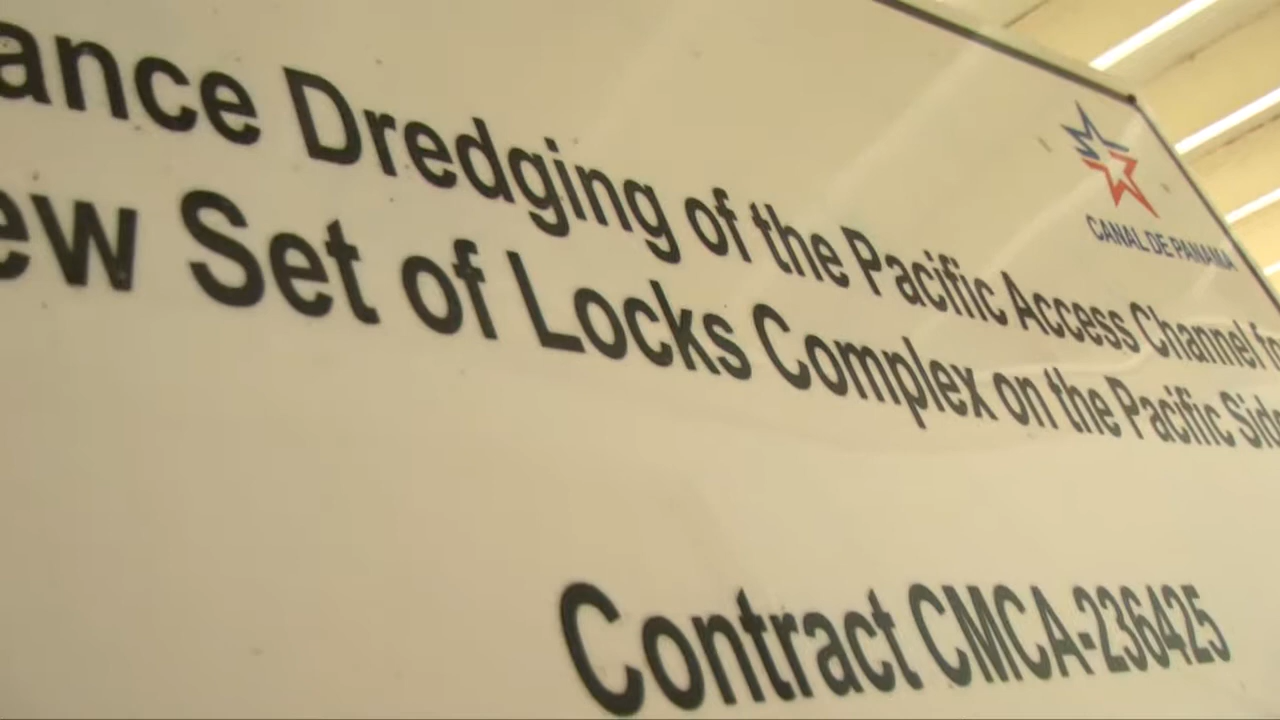 ance Dredging of the Pacific Access Channel fo
ew Set of Locks Complex on the Pacific Side
Contract CMCA-236425
CANAL DE PANAMA